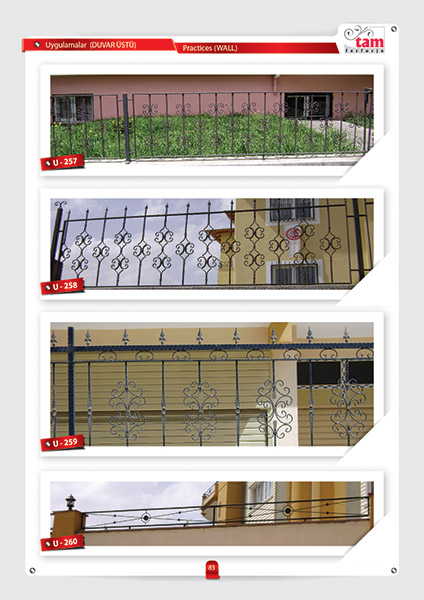 Uygulamalar (DUVAR ÜSTÜ)
Practices (WALL)
tam
ferforje
U - 257
U - 258
U - 259
U - 260
83